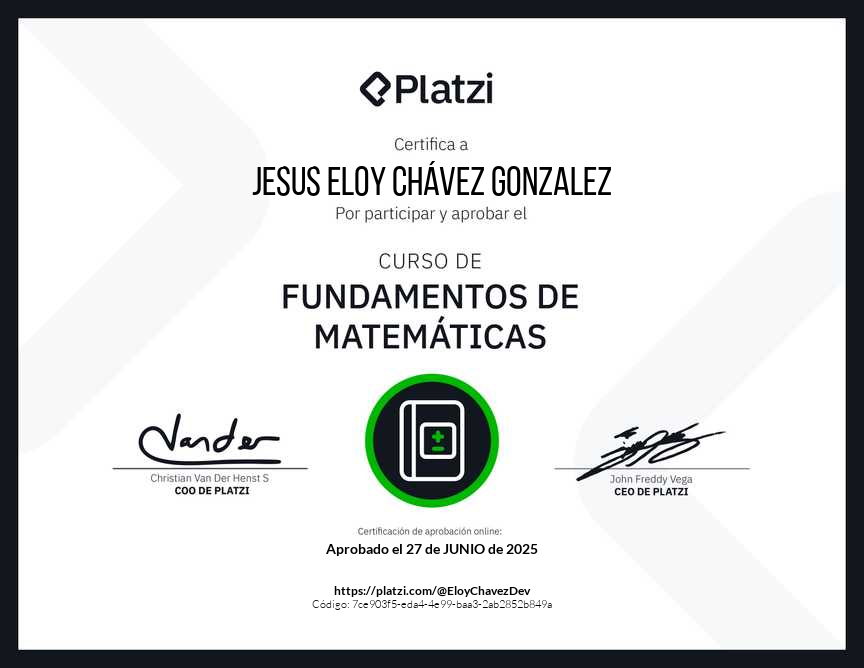 Platzi
Certifica a
JESUS ELOY CHÁVEZ GONZALEZ
Por participar y aprobar el
CURSO DE
FUNDAMENTOS DE
MATEMÁTICAS
Vander
Christian Van Der Henst S
COO DE PLATZI
John Freddy Vega
CEO DE PLATZI
Certificación de aprobación online:
Aprobado el 27 de JUNIO de 2025
https://platzi.com/@EloyChavezDev
Código: 7ce903f5-eda4-4e99-baa3-2ab2852b849a